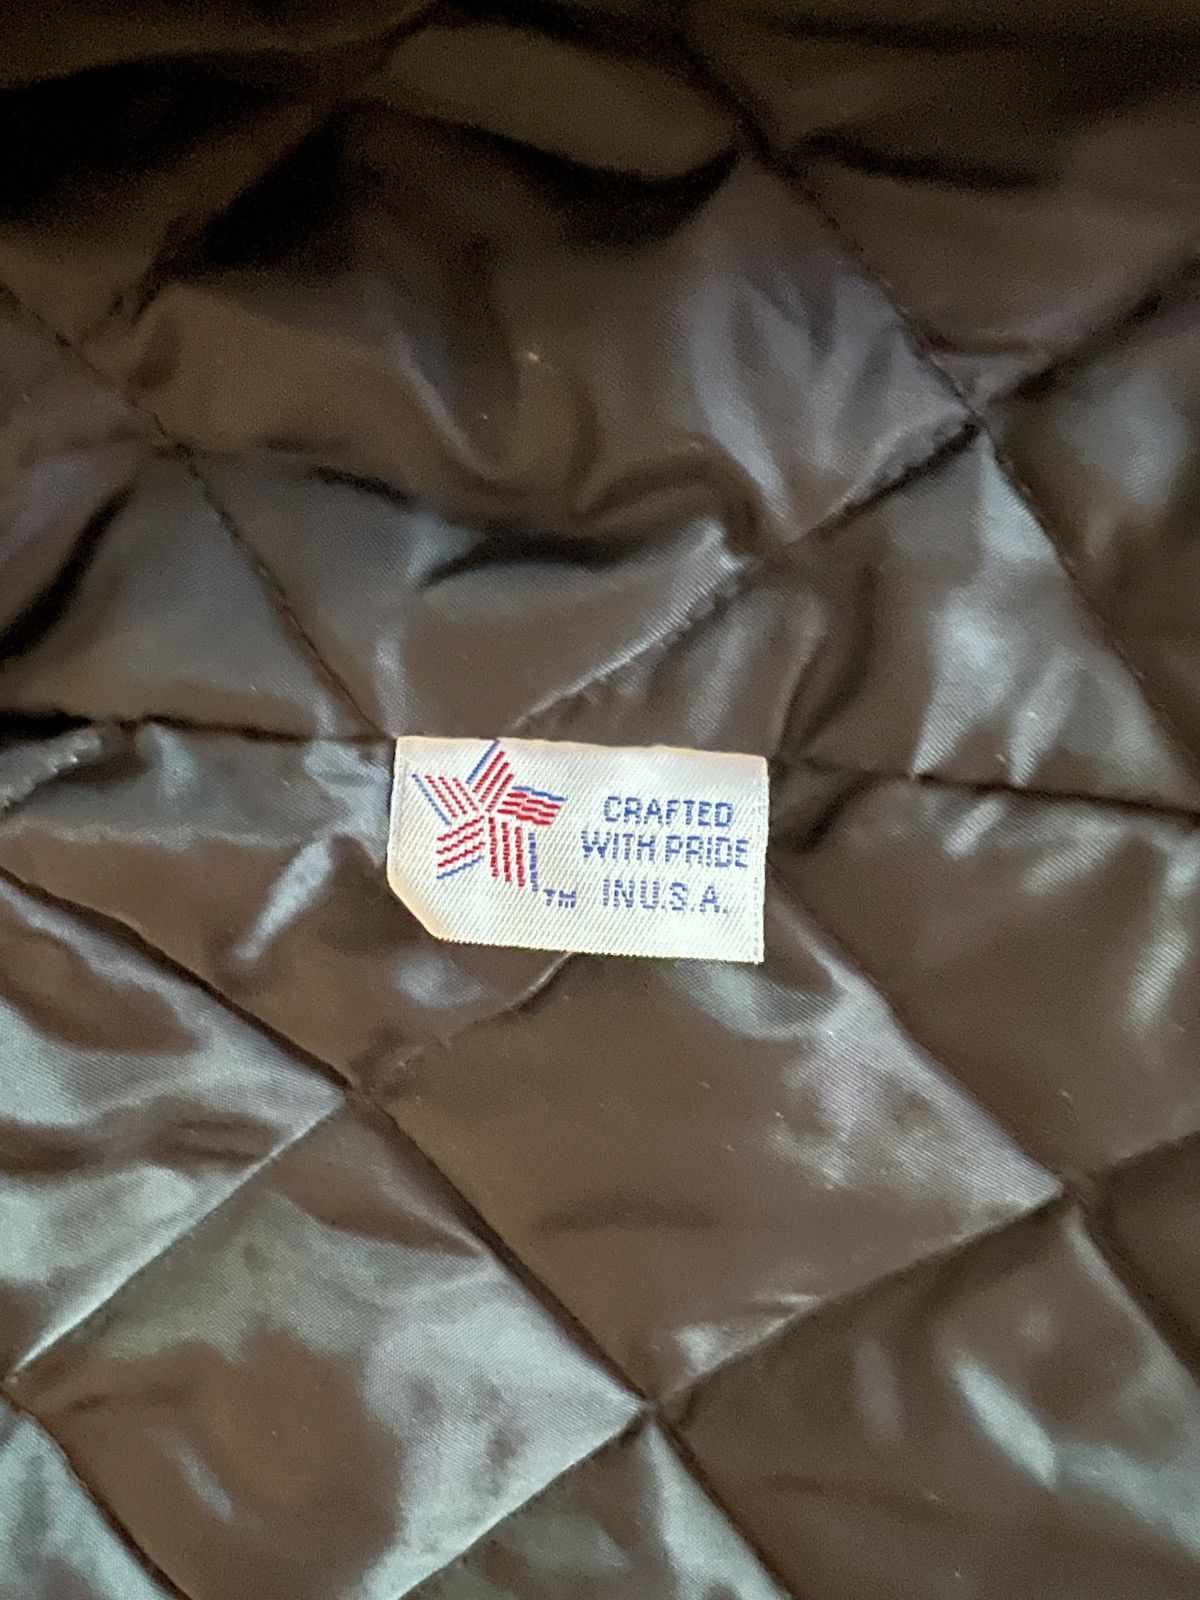 CRAFTED
WITH PRIDE
IN U.S.A.
TM